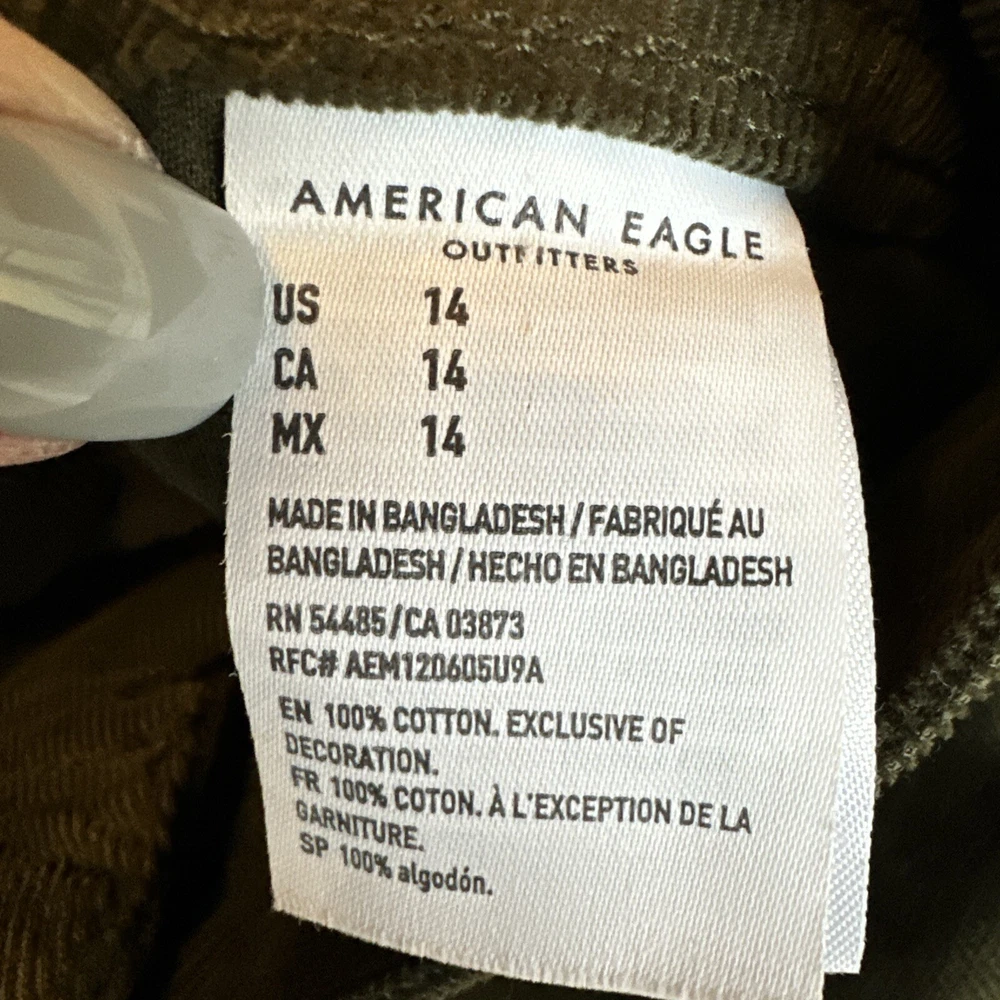 AMERICAN EAGLE
OUTFITTERS
US 14
CA 14
MX 14
MADE IN BANGLADESH / FABRIQUÉ AU
BANGLADESH / HECHO EN BANGLADESH
RN 54485/CA 03873
RFC# AEM120605U9A
EN 100% COTTON. EXCLUSIVE OF
DECORATION.
FR 100% COTON. À L'EXCEPTION DE LA
GARNITURE.
SP 100% algodón.